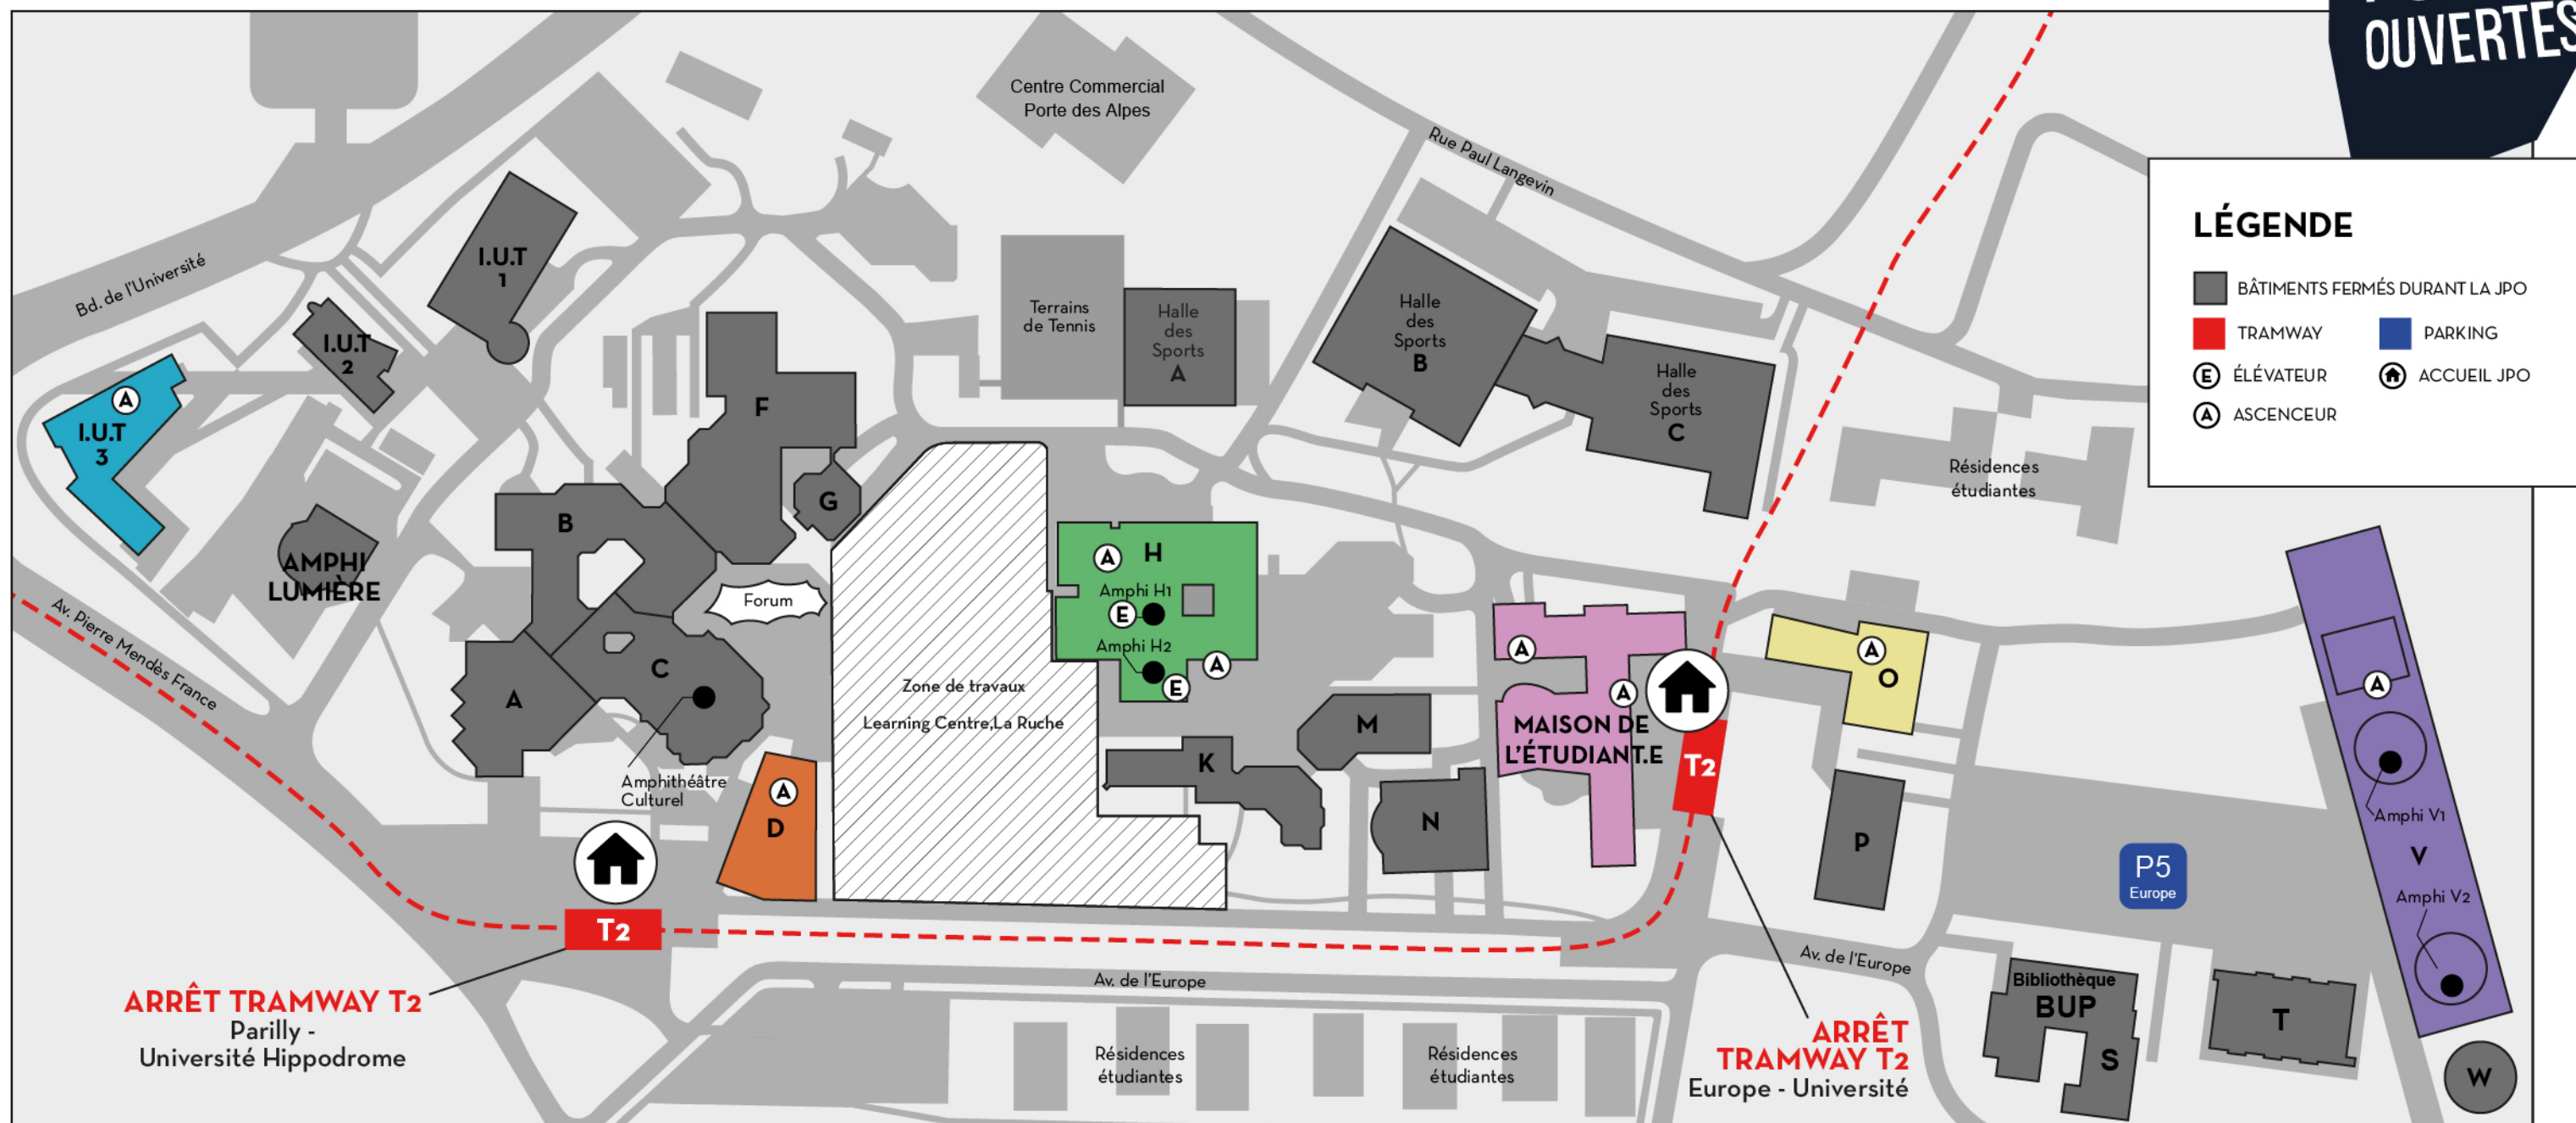 OUVERTES
Centre Commercial
Porte des Alpes
Rue Paul Langevin
LÉGENDE
BÂTIMENTS FERMÉS DURANT LA JPO
TRAMWAY
PARKING
E
ÉLÉVATEUR
ACCUEIL JPO
A
ASCENCEUR
Bd. de l'Université
I.U.T
1
I.U.T
2
A
I.U.T
3
AMPHI
LUMIÈRE
Av. Pierre Mendès France
Terrains
de Tennis
Halle
des
Sports
A
Halle
des
Sports
B
Halle
des
Sports
C
Résidences
étudiantes
F
G
B
Forum
C
A
Amphithéâtre
Culturel
A
D
Zone de travaux
Learning Centre,La Ruche
A
H
Amphi H1
E
Amphi H2
A
E
M
K
N
A
A
MAISON DE
L'ÉTUDIANT.E
T2
A
O
P
P5
Europe
A
Amphi V1
V
Amphi V2
T2
ARRÊT TRAMWAY T2
Parilly -
Université Hippodrome
Av. de l'Europe
Av. de l'Europe
Résidences
étudiantes
Résidences
étudiantes
ARRÊT
TRAMWAY T2
Europe - Université
Bibliothèque
BUP
S
T
W